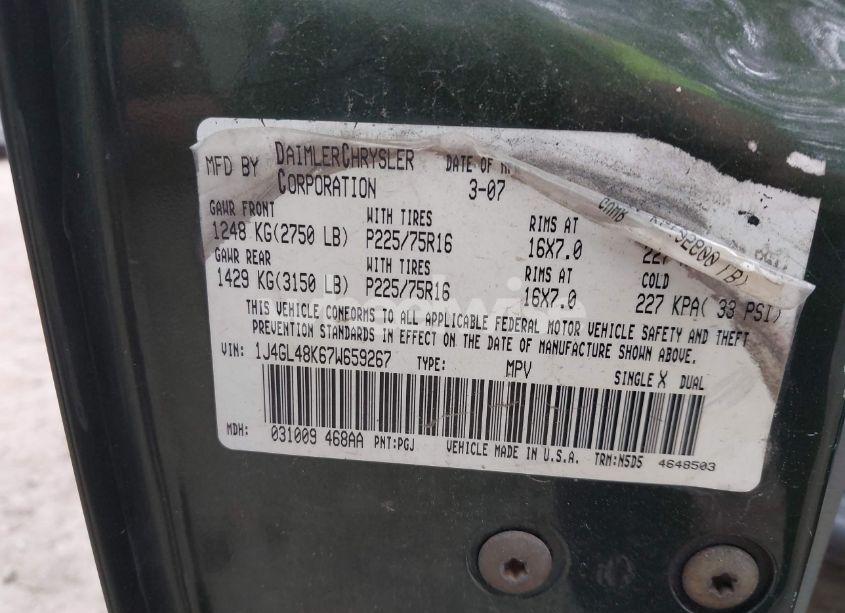 MFD BY DAIMLERCHRYSLER CORPORATION DATE OF
3-07
GAWR FRONT WITH TIRES RIMS AT
1248 KG(2750 LB) P225/75R16 16X7.0 227
GAWR REAR WITH TIRES RIMS AT COLD
1429 KG(3150 LB) P225/75R16 16X7.0 227 KPA( 33 PSI)
THIS VEHICLE CONFORMS TO ALL APPLICABLE FEDERAL MOTOR VEHICLE SAFETY AND THEFT
PREVENTION STANDARDS IN EFFECT ON THE DATE OF MANUFACTURE SHOWN ABOVE.
VIN: 1J4GL48K67W659267 TYPE: MPV SINGLE X DUAL
MDH: 031009 468AA PNT:PGJ VEHICLE MADE IN U.S.A. TRM:N5D5 4648503